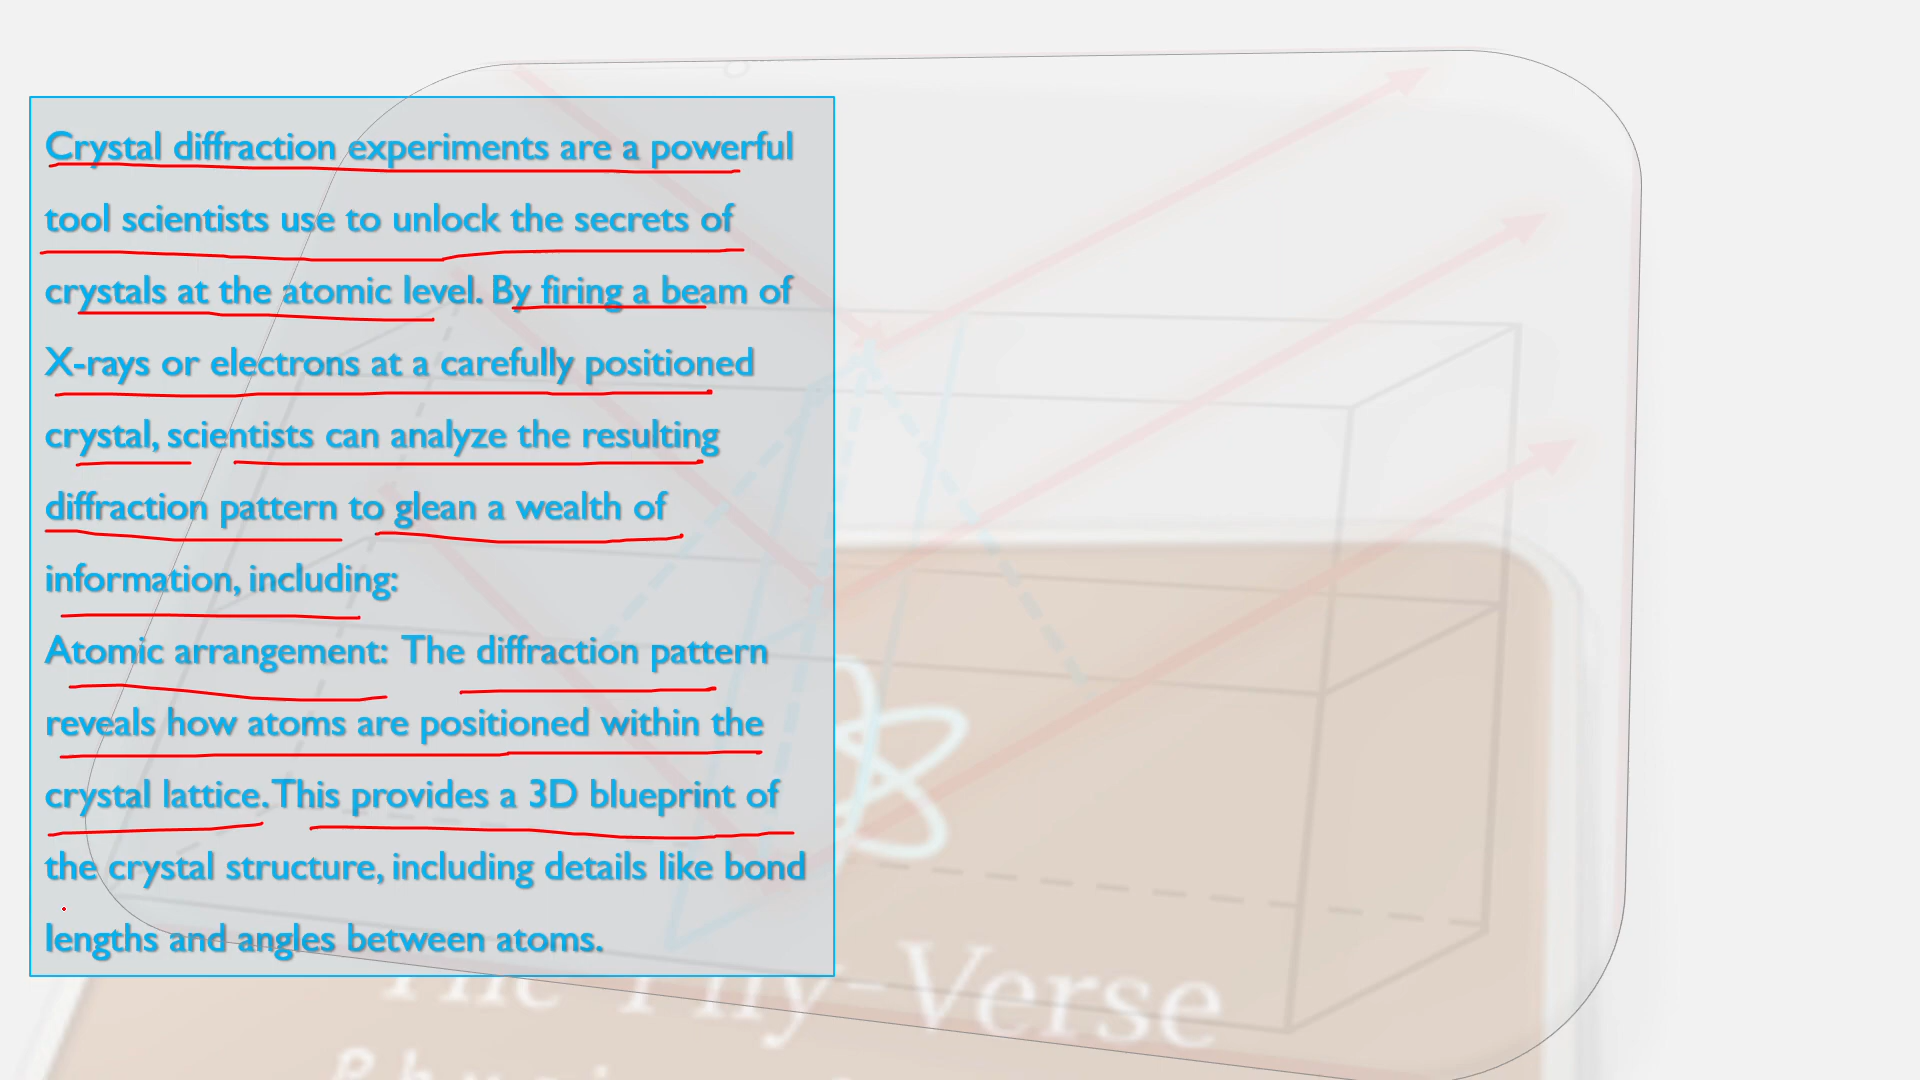 Crystal diffraction experiments are a powerful
tool scientists use to unlock the secrets of
crystals at the atomic level. By firing a beam of
X-rays or electrons at a carefully positioned
crystal, scientists can analyze the resulting
diffraction pattern to glean a wealth of
information, including:
Atomic arrangement: The diffraction pattern
reveals how atoms are positioned within the
crystal lattice. This provides a 3D blueprint of
the crystal structure, including details like bond
lengths and angles between atoms.
The Phy-Verse